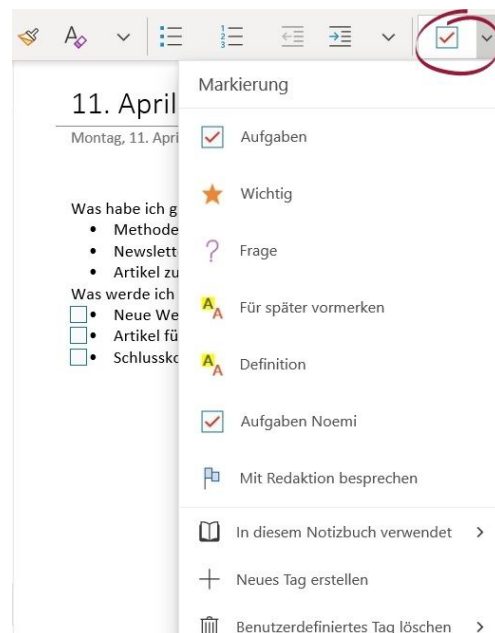 Markierung
11. April
Montag, 11. Apri
Aufgaben
Wichtig
Was habe ich g
Methode
Newslett
Artikel zu
Was werde ich
Neue We
Artikel fü
Schlussko
Frage
Für später vormerken
Definition
Aufgaben Noemi
Mit Redaktion besprechen
In diesem Notizbuch verwendet
Neues Tag erstellen
Benutzerdefiniertes Tag löschen